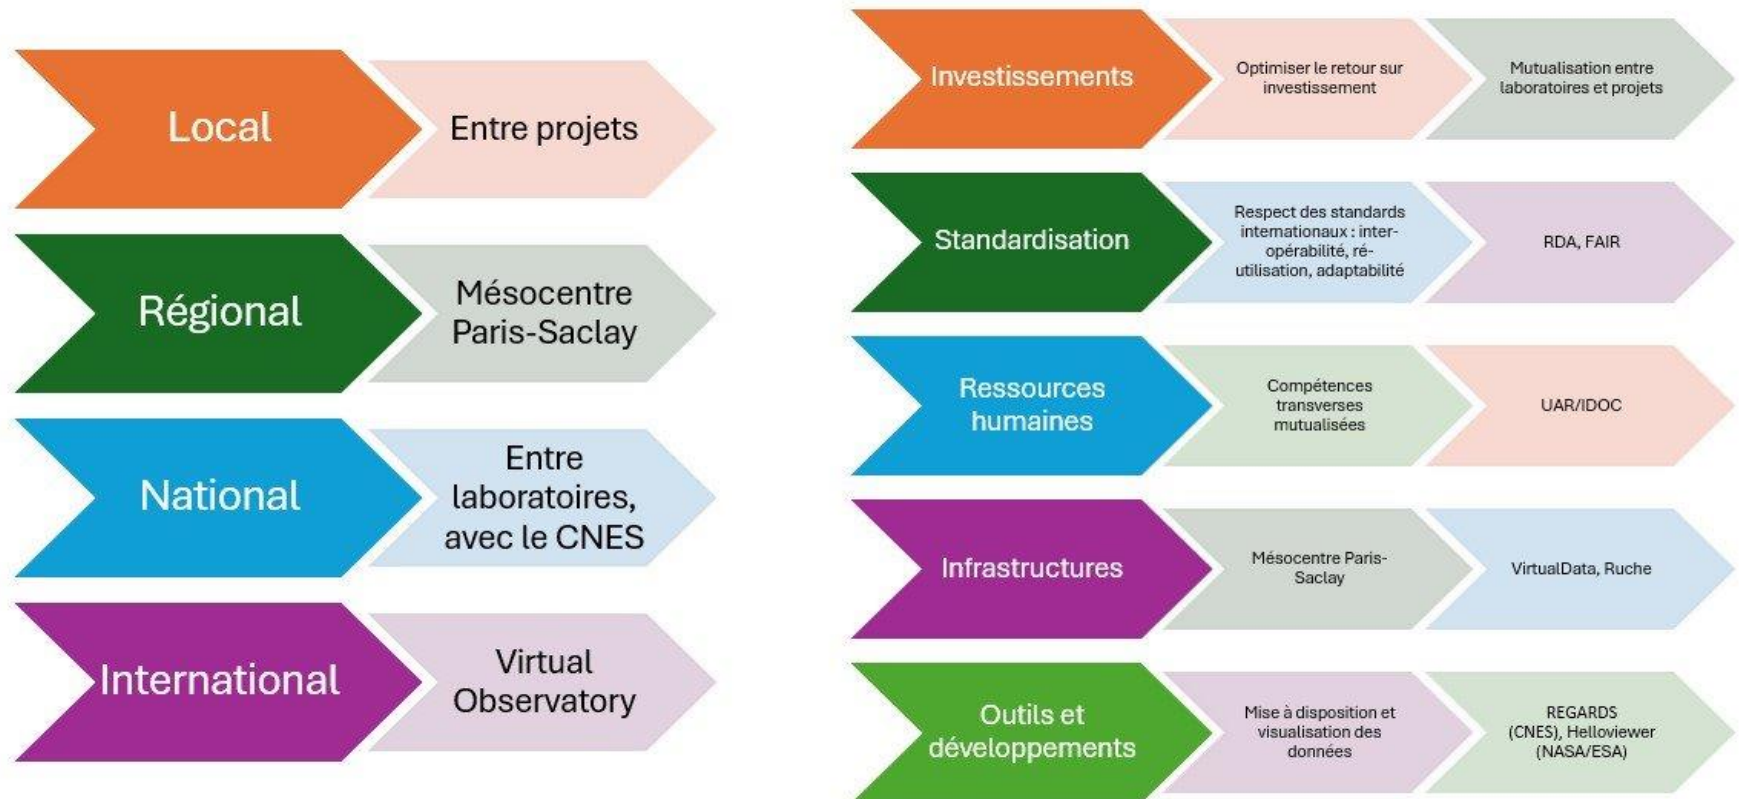 Local
Entre projets
Régional
Mésocentre
Paris-Saclay
National
Entre
laboratoires,
avec le CNES
International
Virtual
Observatory
Investissements
Optimiser le retour sur
investissement
Mutualisation entre
laboratoires et projets
Standardisation
Respect des standards
internationaux : inter-
opérabilité, ré-
utilisation, adaptabilité
RDA, FAIR
Ressources
humaines
Compétences
transverses
mutualisées
UAR/IDOC
Infrastructures
Mésocentre Paris-
Saclay
VirtualData, Ruche
Outils et
développements
Mise à disposition et
visualisation des
données
REGARDS
(CNES), Helloviewer
(NASA/ESA)